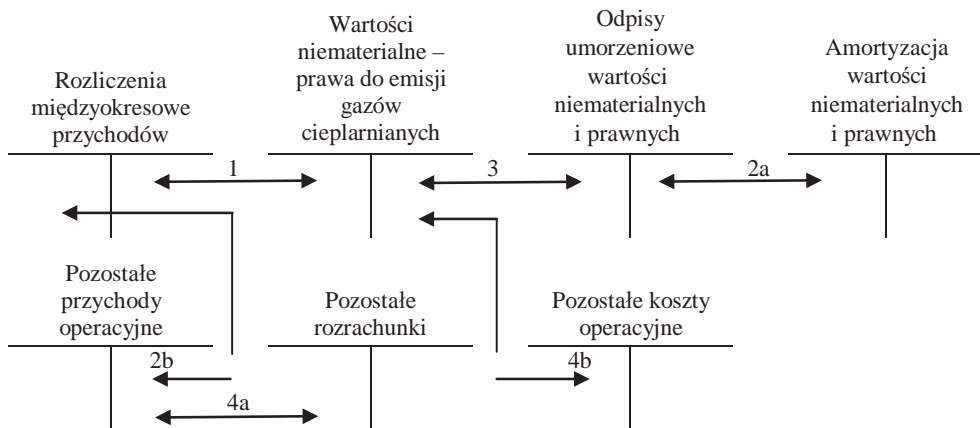 Rozliczenia
międzyokresowe
przychodów
Wartości
niematerialne –
prawa do emisji
gazów
cieplarnianych
Odpisy
umorzeniowe
wartości
niematerialnych
i prawnych
Amortyzacja
wartości
niematerialnych
i prawnych
1
3
2a
Pozostałe
przychody
operacyjne
Pozostałe
rozrachunki
Pozostałe koszty
operacyjne
2b
4b
4a